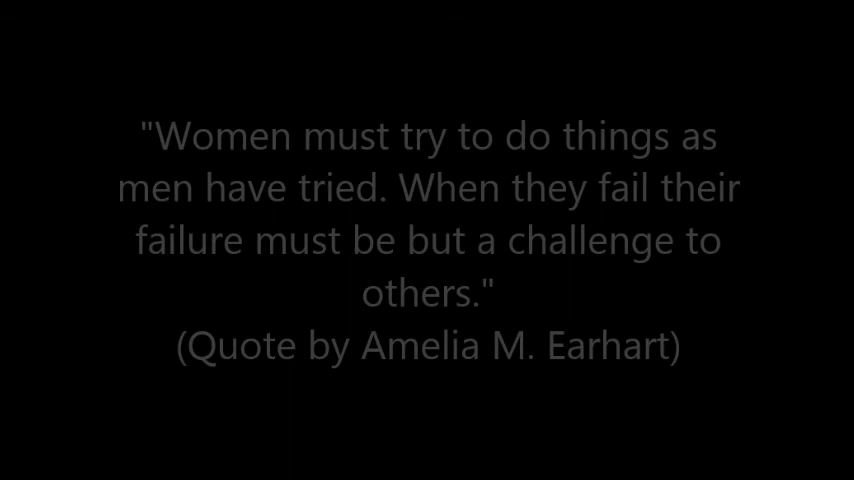 "Women must try to do things as
men have tried. When they fail their
failure must be but a challenge to
others."
(Quote by Amelia M. Earhart)